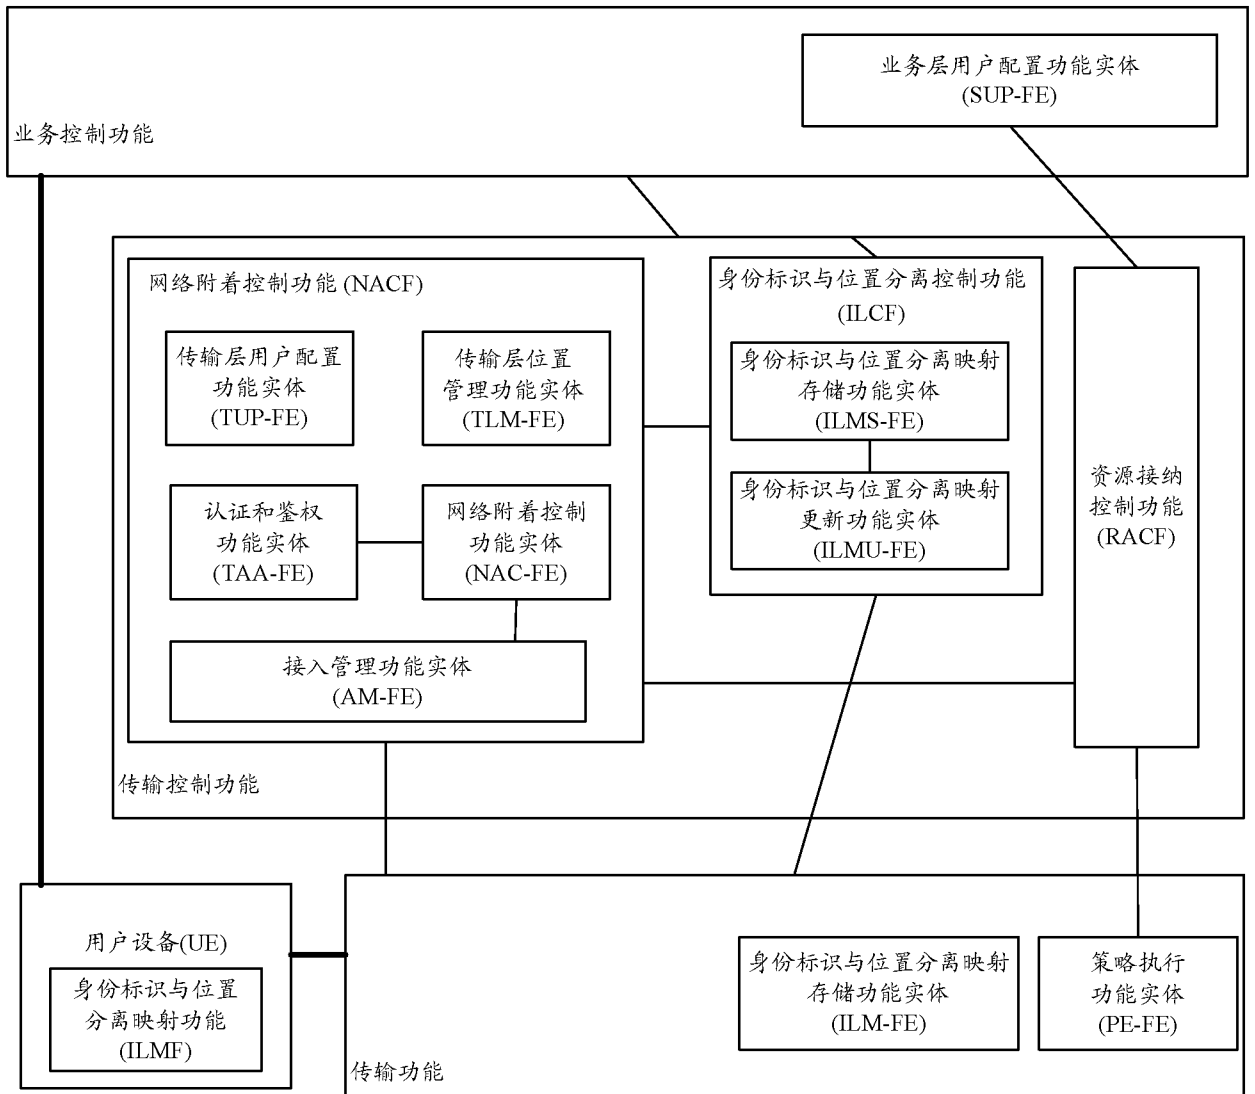 业务层用户配置功能实体
(SUP-FE)
业务控制功能
网络附着控制功能 (NACF)
传输层用户配置
功能实体
(TUP-FE)
传输层位置
管理功能实体
(TLM-FE)
认证和鉴权
功能实体
(TAA-FE)
网络附着控制
功能实体
(NAC-FE)
接入管理功能实体
(AM-FE)
身份标识与位置分离控制功能
(ILCF)
身份标识与位置分离映射
存储功能实体
(ILMS-FE)
身份标识与位置分离映射
更新功能实体
(ILMU-FE)
资源接纳
控制功能
(RACF)
传输控制功能
用户设备(UE)
身份标识与位置
分离映射功能
(ILMF)
身份标识与位置分离映射
存储功能实体
(ILM-FE)
策略执行
功能实体
(PE-FE)
传输功能